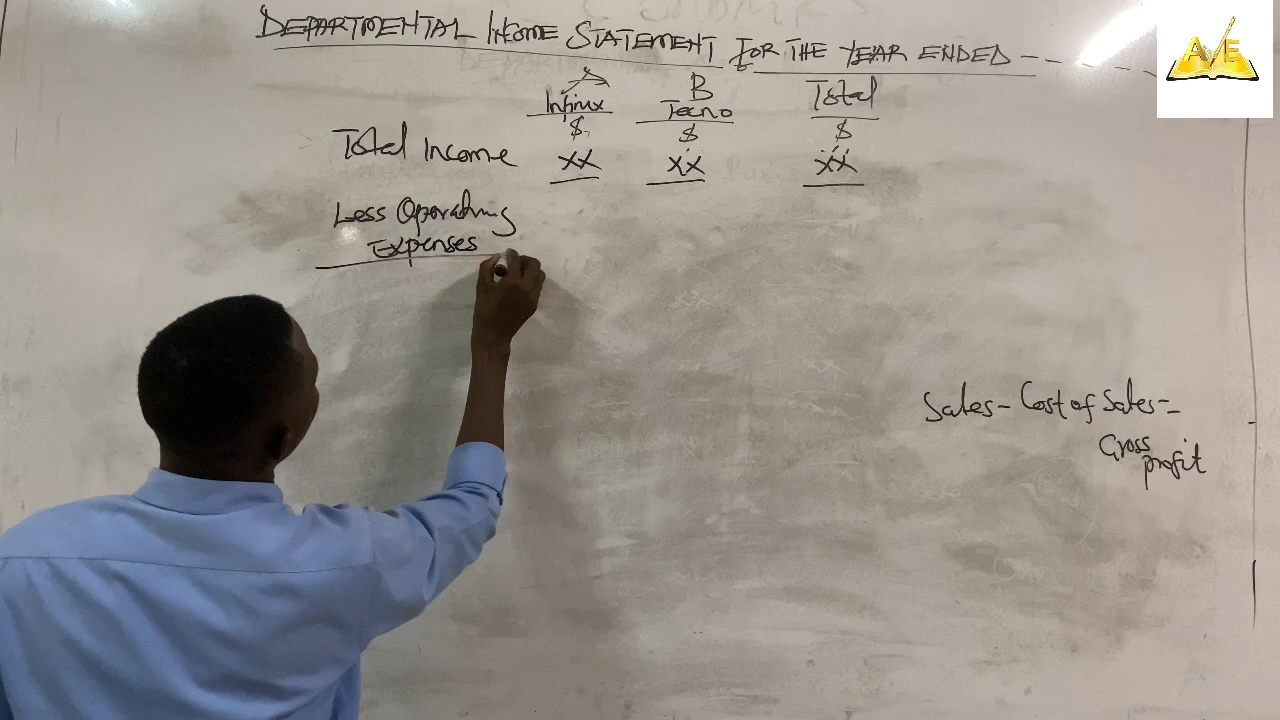 DEPARTMENTAL INCOME STATEMENT FOR THE YEAR ENDED ---
A B Total
Infinix Tecno
$ $ $
Total Income XX XX XX
Less Operating
Expenses
Sales - Cost of Sales =
Gross
profit
AVE